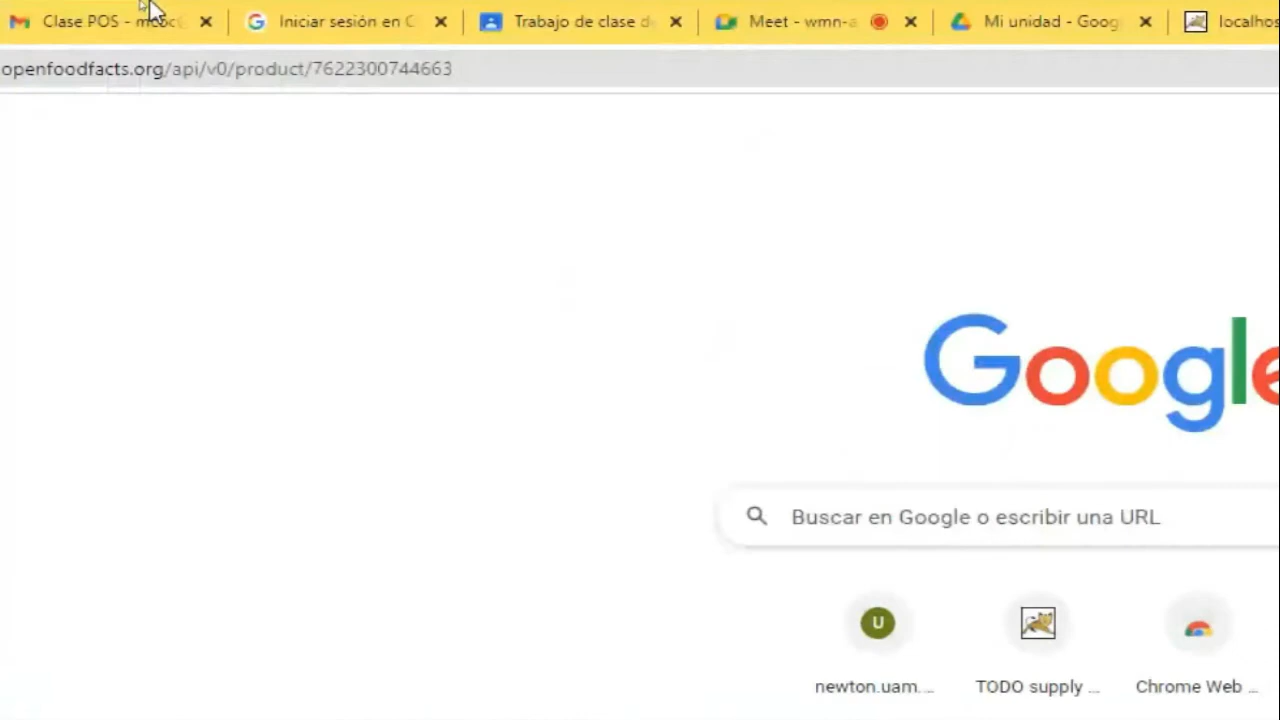 Clase POS - mcocu
Iniciar sesión en C
Trabajo de clase d
Meet - wmn-a
Mi unidad - Goog
localhos
openfoodfacts.org/api/v0/product/7622300744663
Google
Buscar en Google o escribir una URL
U
newton.uam....
TODO supply ...
Chrome Web ...